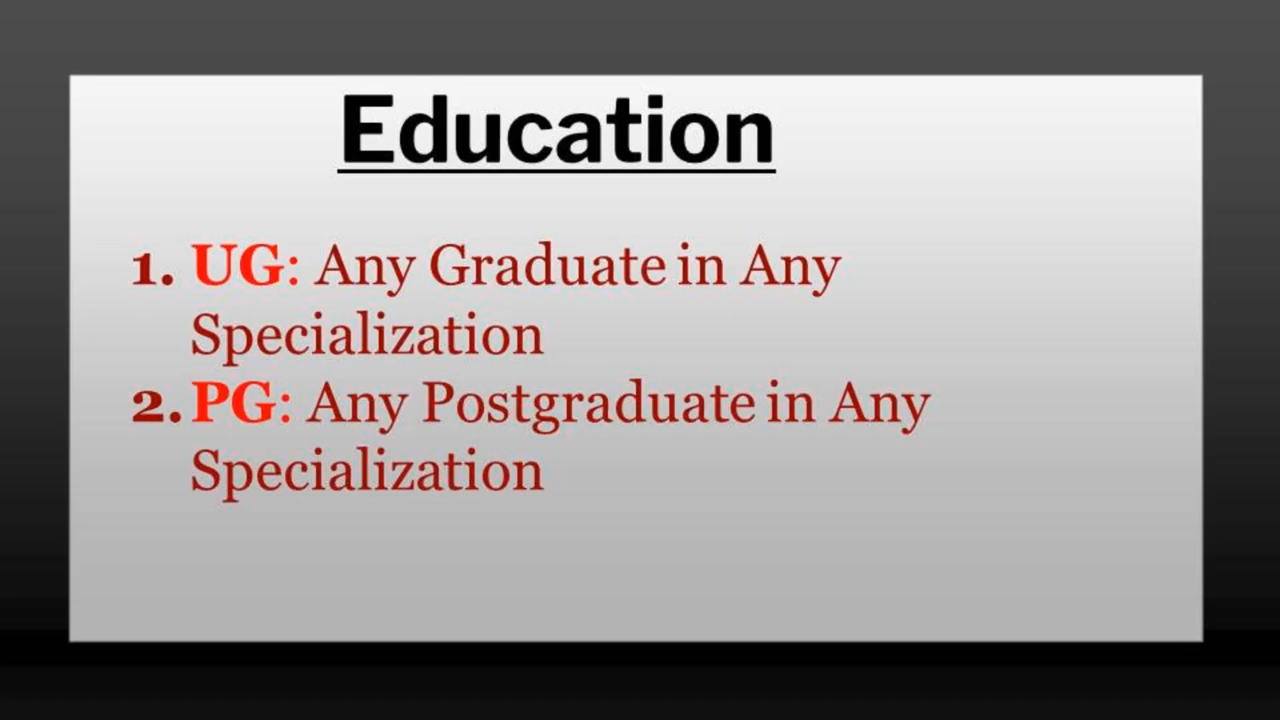 Education
1. UG: Any Graduate in Any
Specialization
2. PG: Any Postgraduate in Any
Specialization